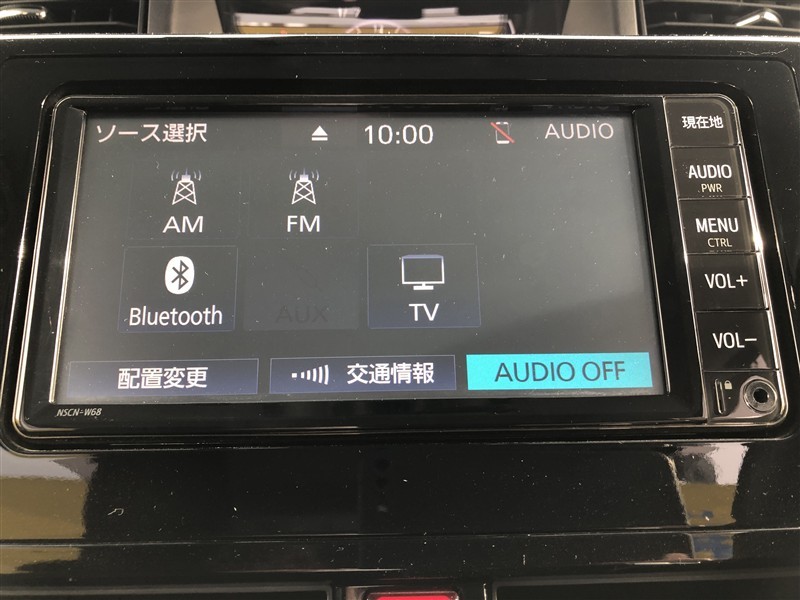 ソース選択 10:00 AUDIO
AM FM
Bluetooth AUX TV
配置変更 交通情報 AUDIO OFF
NSCN-W68
現在地
AUDIO
PWR
MENU
CTRL
VOL+
VOL-